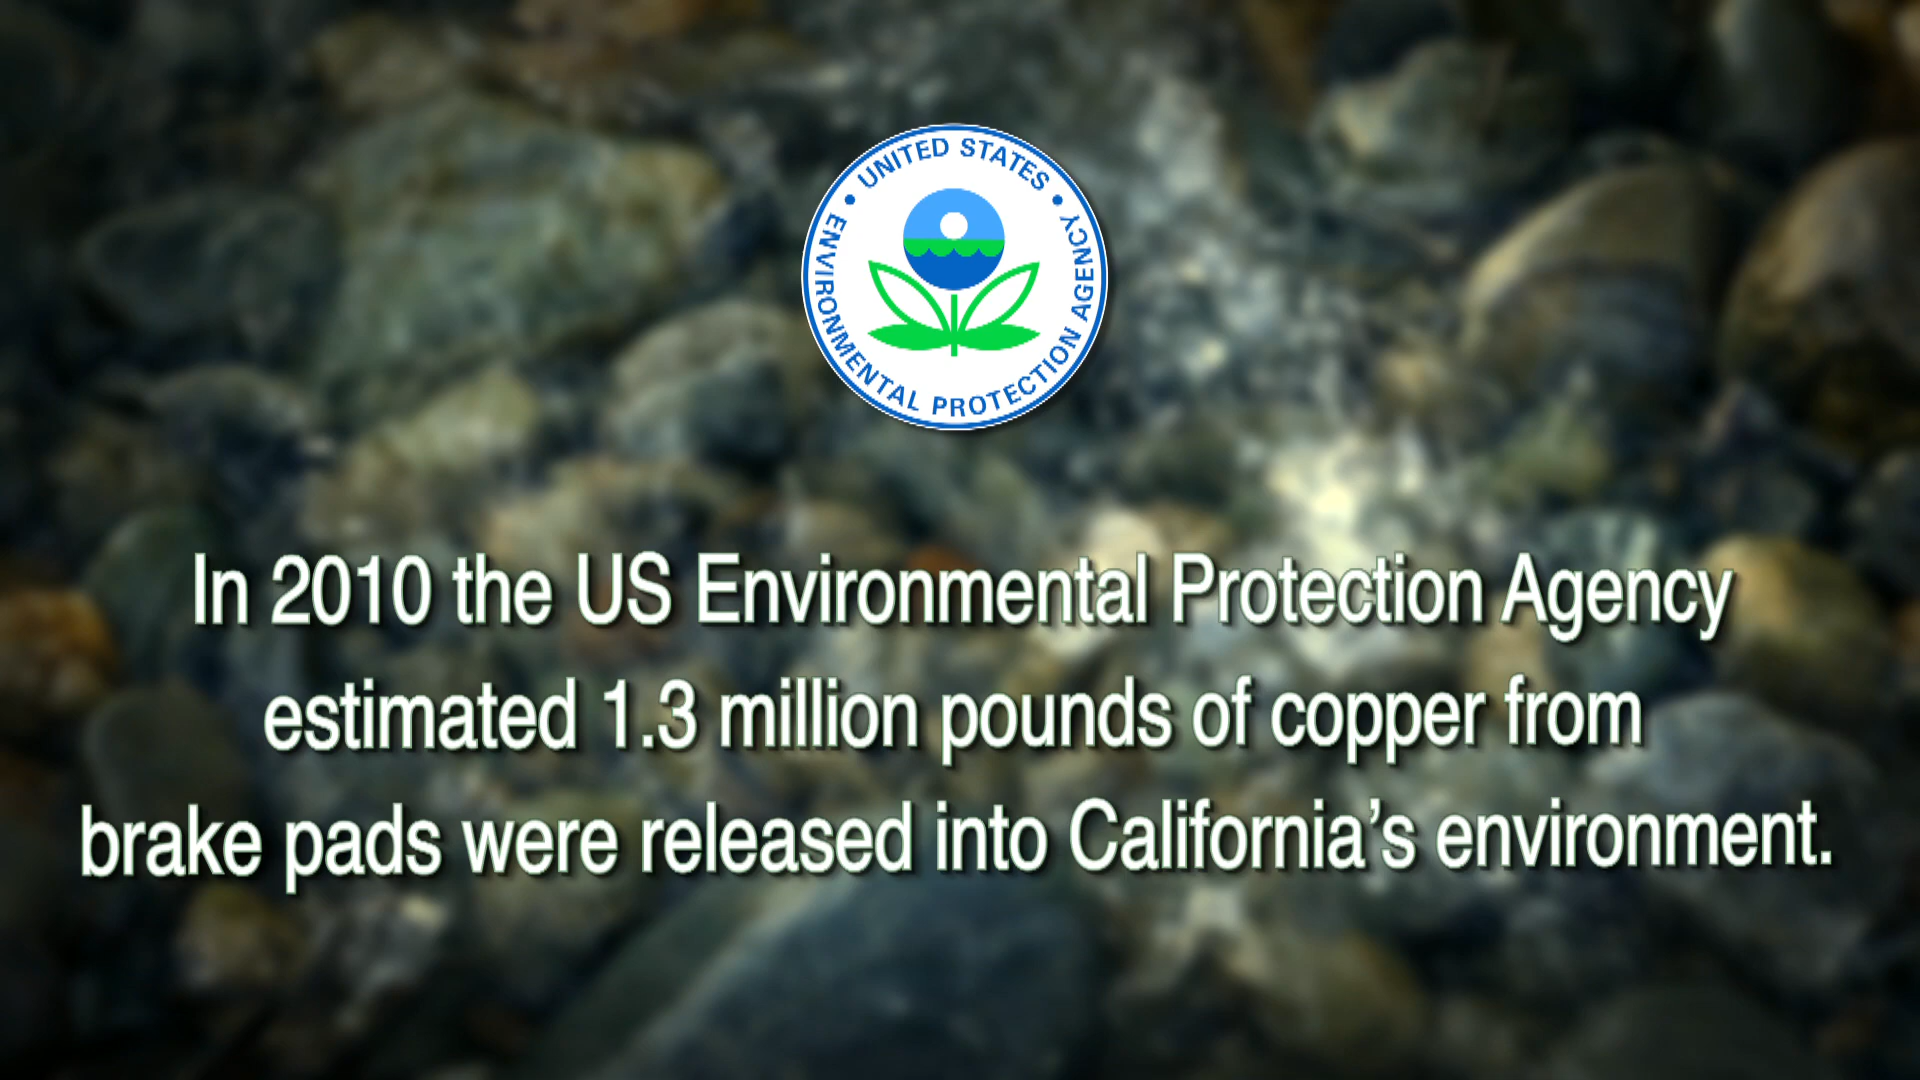 UNITED STATES
ENVIRONMENTAL PROTECTION AGENCY
In 2010 the US Environmental Protection Agency
estimated 1.3 million pounds of copper from
brake pads were released into California’s environment.